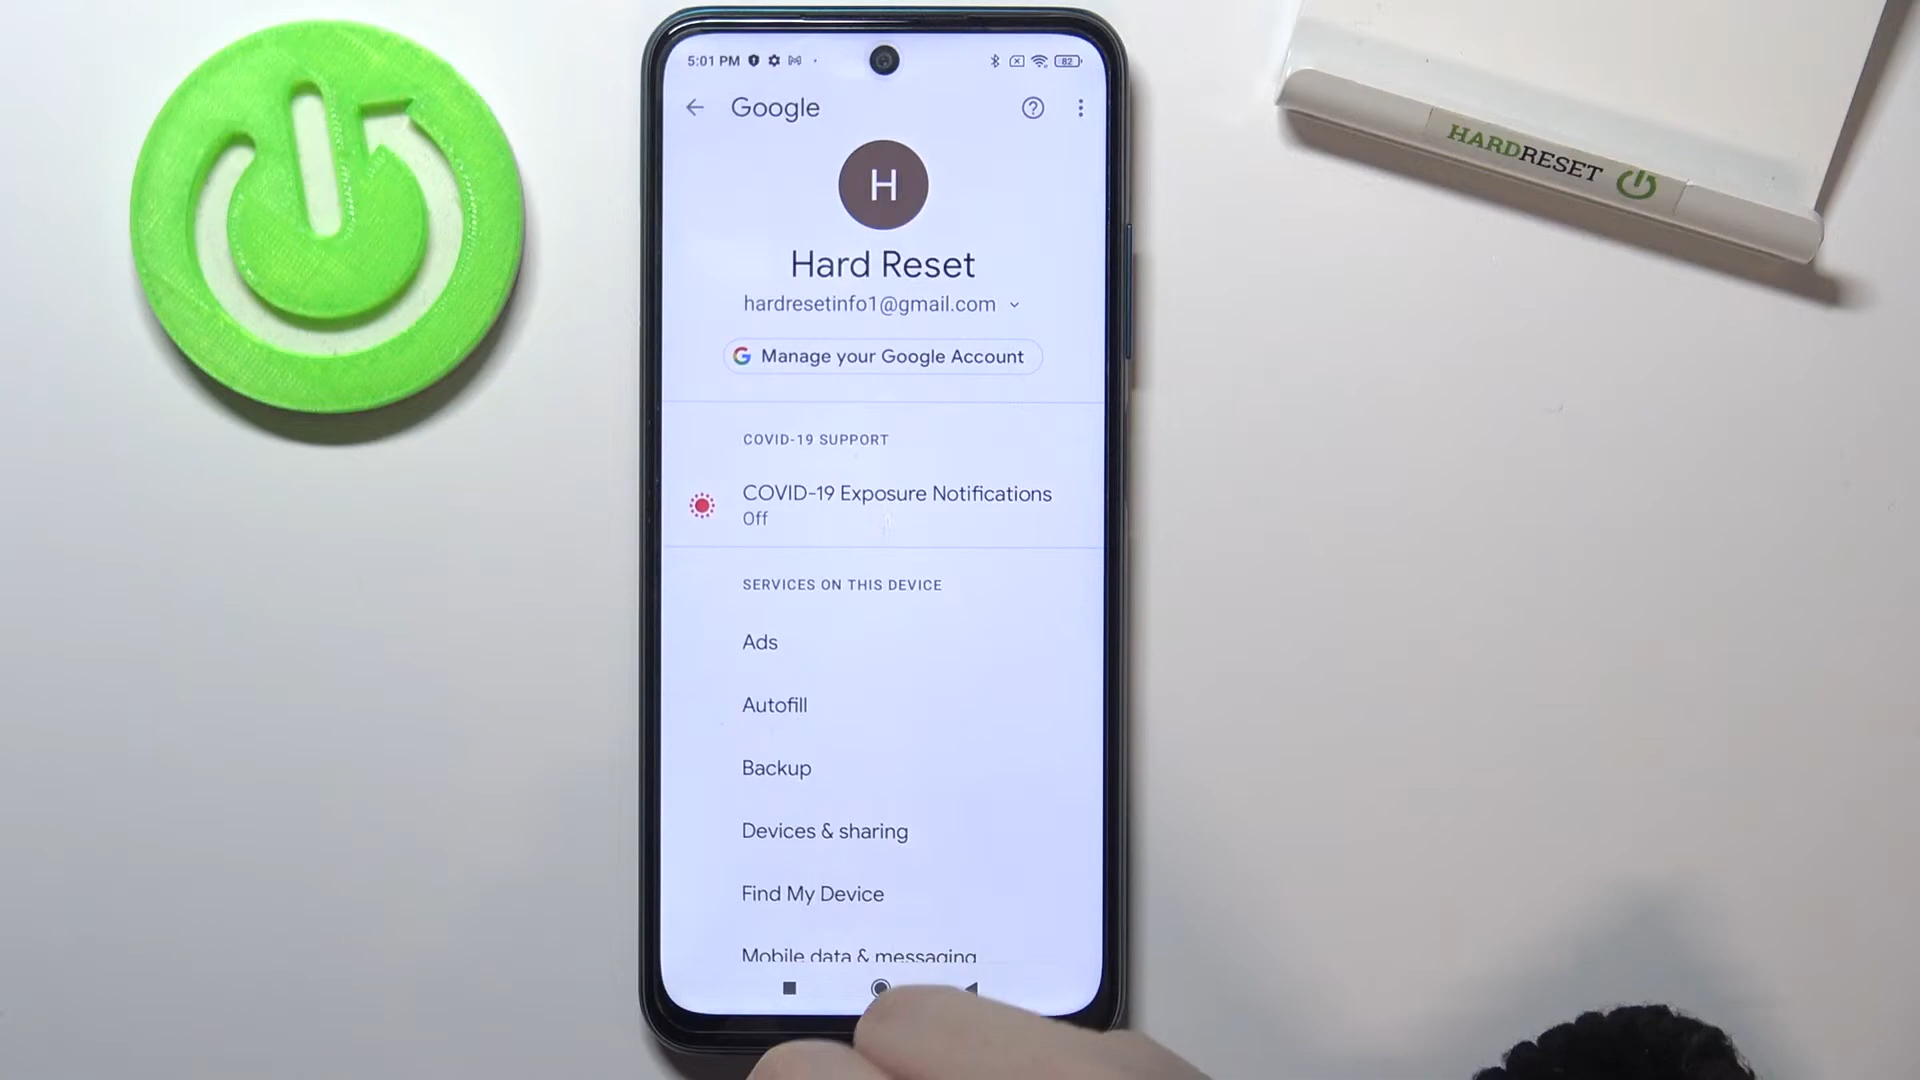 5:01 PM
82
Google
H
Hard Reset
hardresetinfo1@gmail.com
G Manage your Google Account
COVID-19 SUPPORT
COVID-19 Exposure Notifications
Off
SERVICES ON THIS DEVICE
Ads
Autofill
Backup
Devices & sharing
Find My Device
Mobile data & messaging
HARDRESET